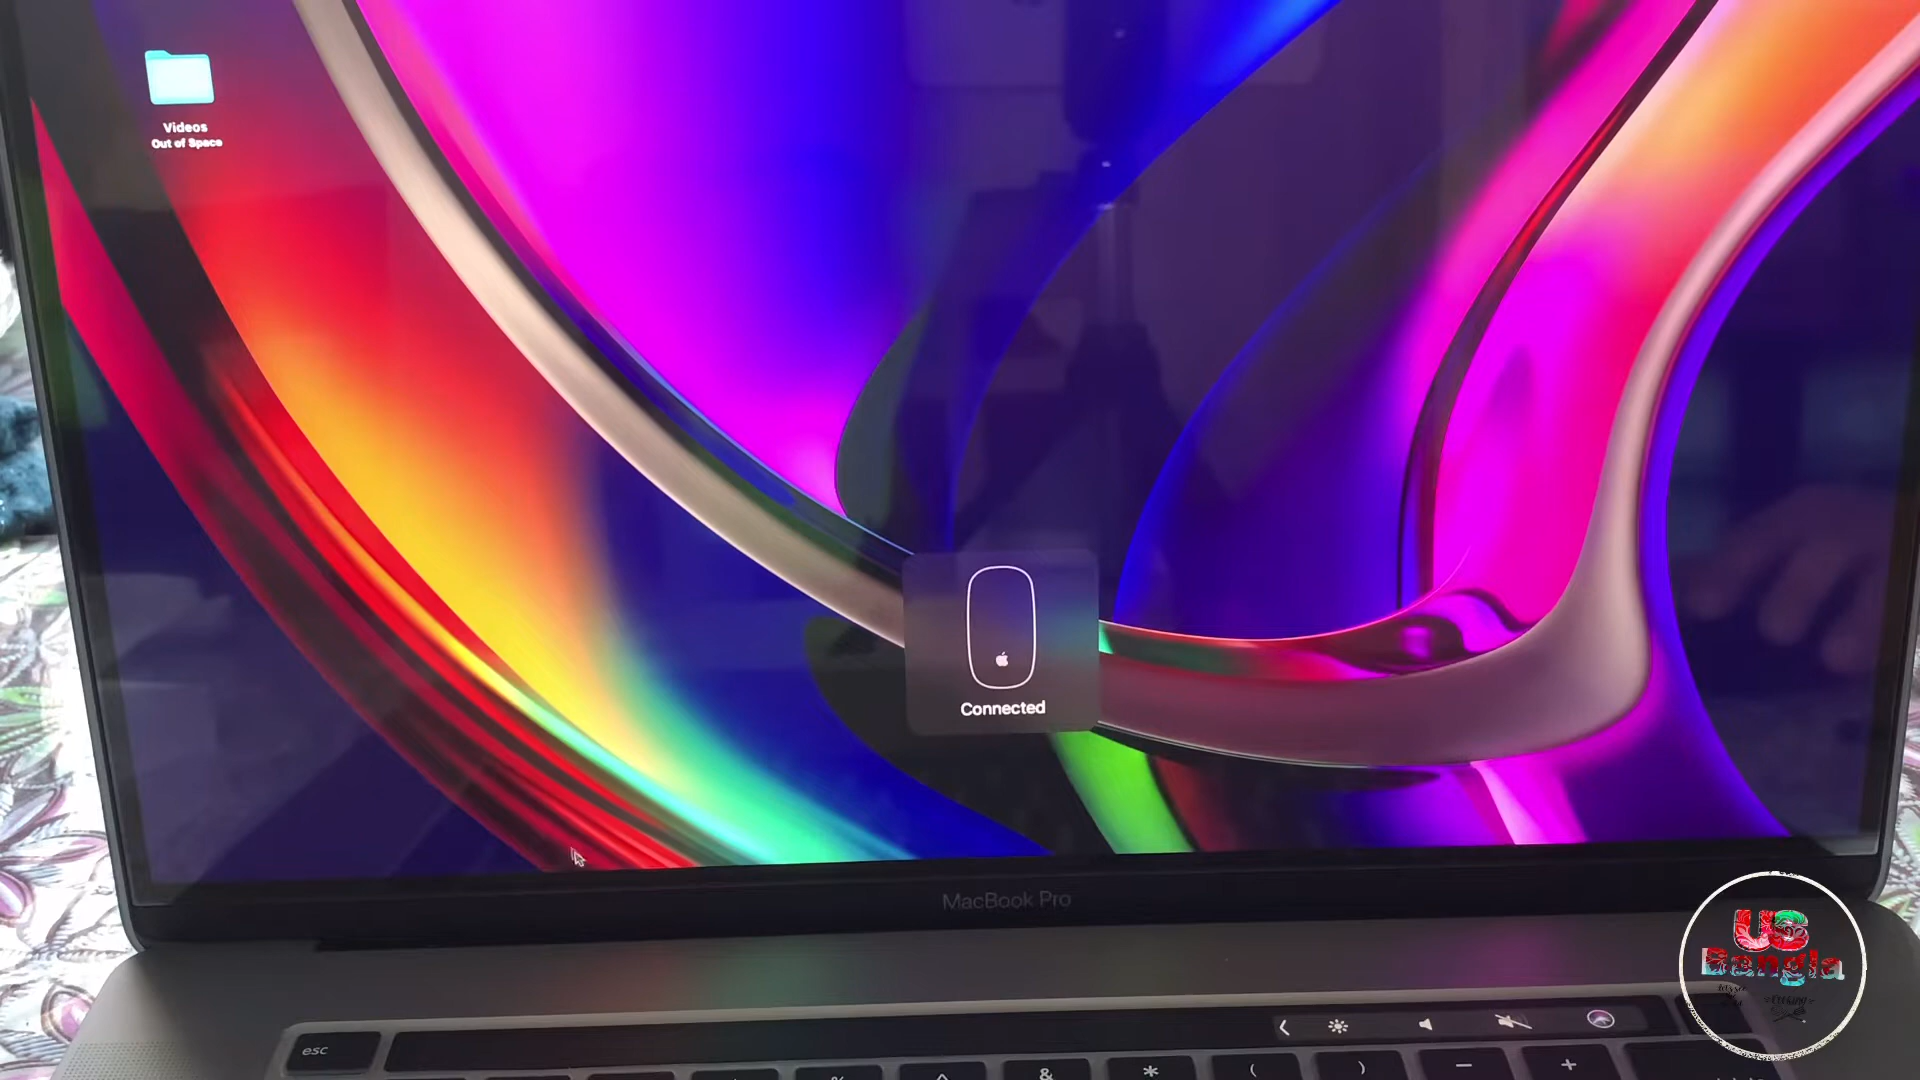 Videos
Out of Space
Connected
MacBook Pro
US
Bangla
esc
^ & * ( ) − +